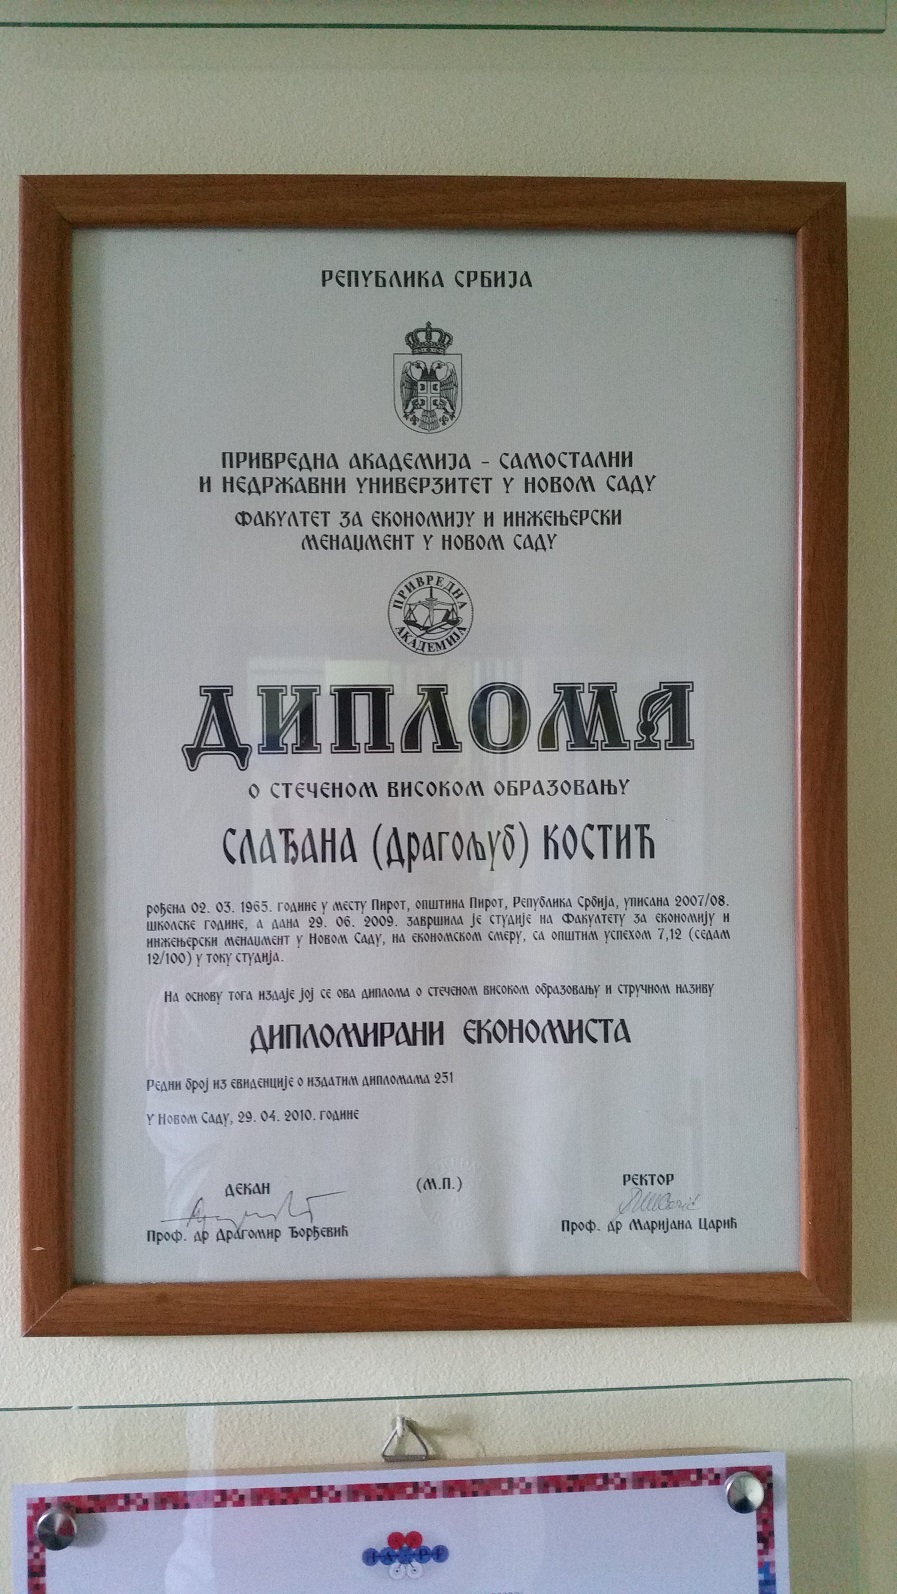 РЕПУБЛИКА СРБИЈА
ПРИВРЕДНА АКАДЕМИЈА - САМОСТАЛНИ
И НЕДРЖАВНИ УНИВЕРЗИТЕТ У НОВОМ САДУ
ФАКУЛТЕТ ЗА ЕКОНОМИЈУ И ИНЖЕЊЕРСКИ
МЕНАЏМЕНТ У НОВОМ САДУ
ПРИВРЕДНА
АКАДЕМИЈА
ДИПЛОМА
О СТЕЧЕНОМ ВИСОКОМ ОБРАЗОВАЊУ
СЛАЂАНА (Драгољуб) КОСТИЋ
рођена 02. 03. 1965. године у месту Пирот, општина Пирот, Република Србија, уписана 2007/08.
школске године, а дана 29. 06. 2009. завршила је студије на Факултету за економију и
инжењерски менаџмент у Новом Саду, на економском смеру, са општим успехом 7,12 (седам
12/100) у току студија.
На основу тога издаје јој се ова диплома о стеченом високом образовању и стручном називу
ДИПЛОМИРАНИ ЕКОНОМИСТА
Редни број из евиденције о издатим дипломама 251
У Новом Саду, 29. 04. 2010. године
ДЕКАН
(М.П.)
РЕКТОР
Проф. др Драгомир Ђорђевић
Проф. др Маријана Царић